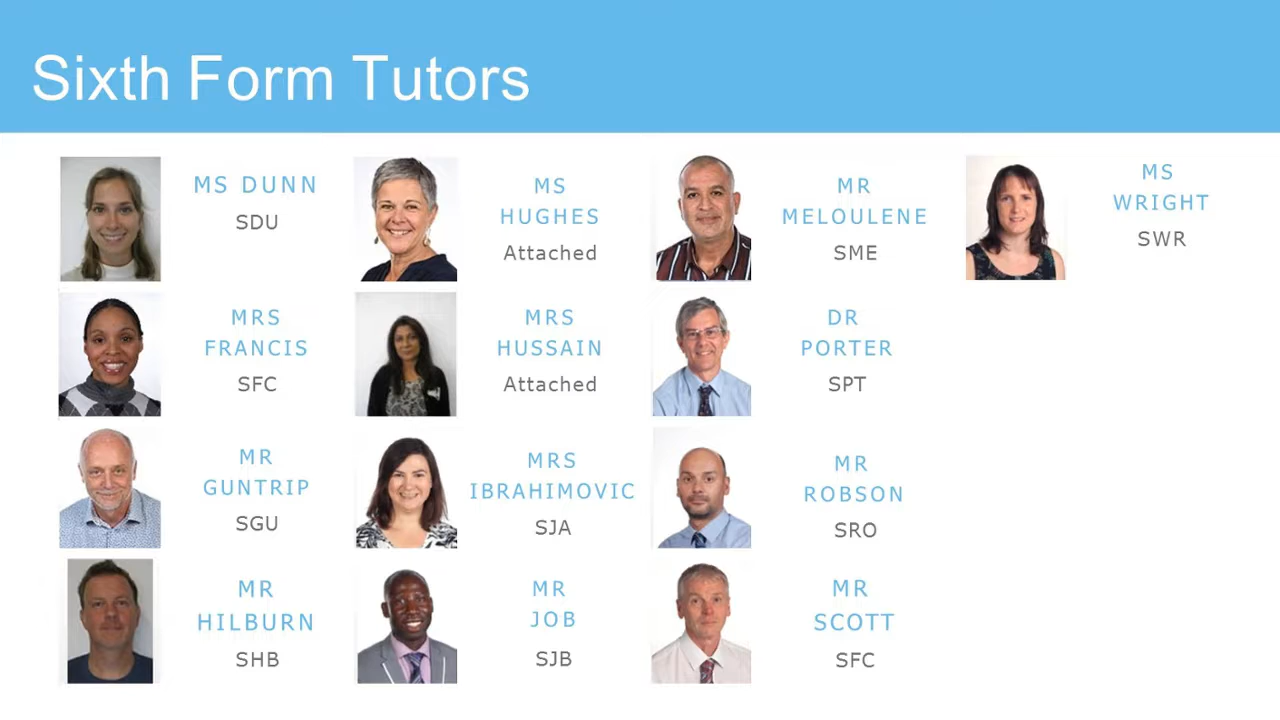 Sixth Form Tutors
MS DUNN
SDU
MS
HUGHES
Attached
MR
MELOULENE
SME
MS
WRIGHT
SWR
MRS
FRANCIS
SFC
MRS
HUSSAIN
Attached
DR
PORTER
SPT
MR
GUNTRIP
SGU
MRS
IBRAHIMOVIC
SJA
MR
ROBSON
SRO
MR
HILBURN
SHB
MR
JOB
SJB
MR
SCOTT
SFC